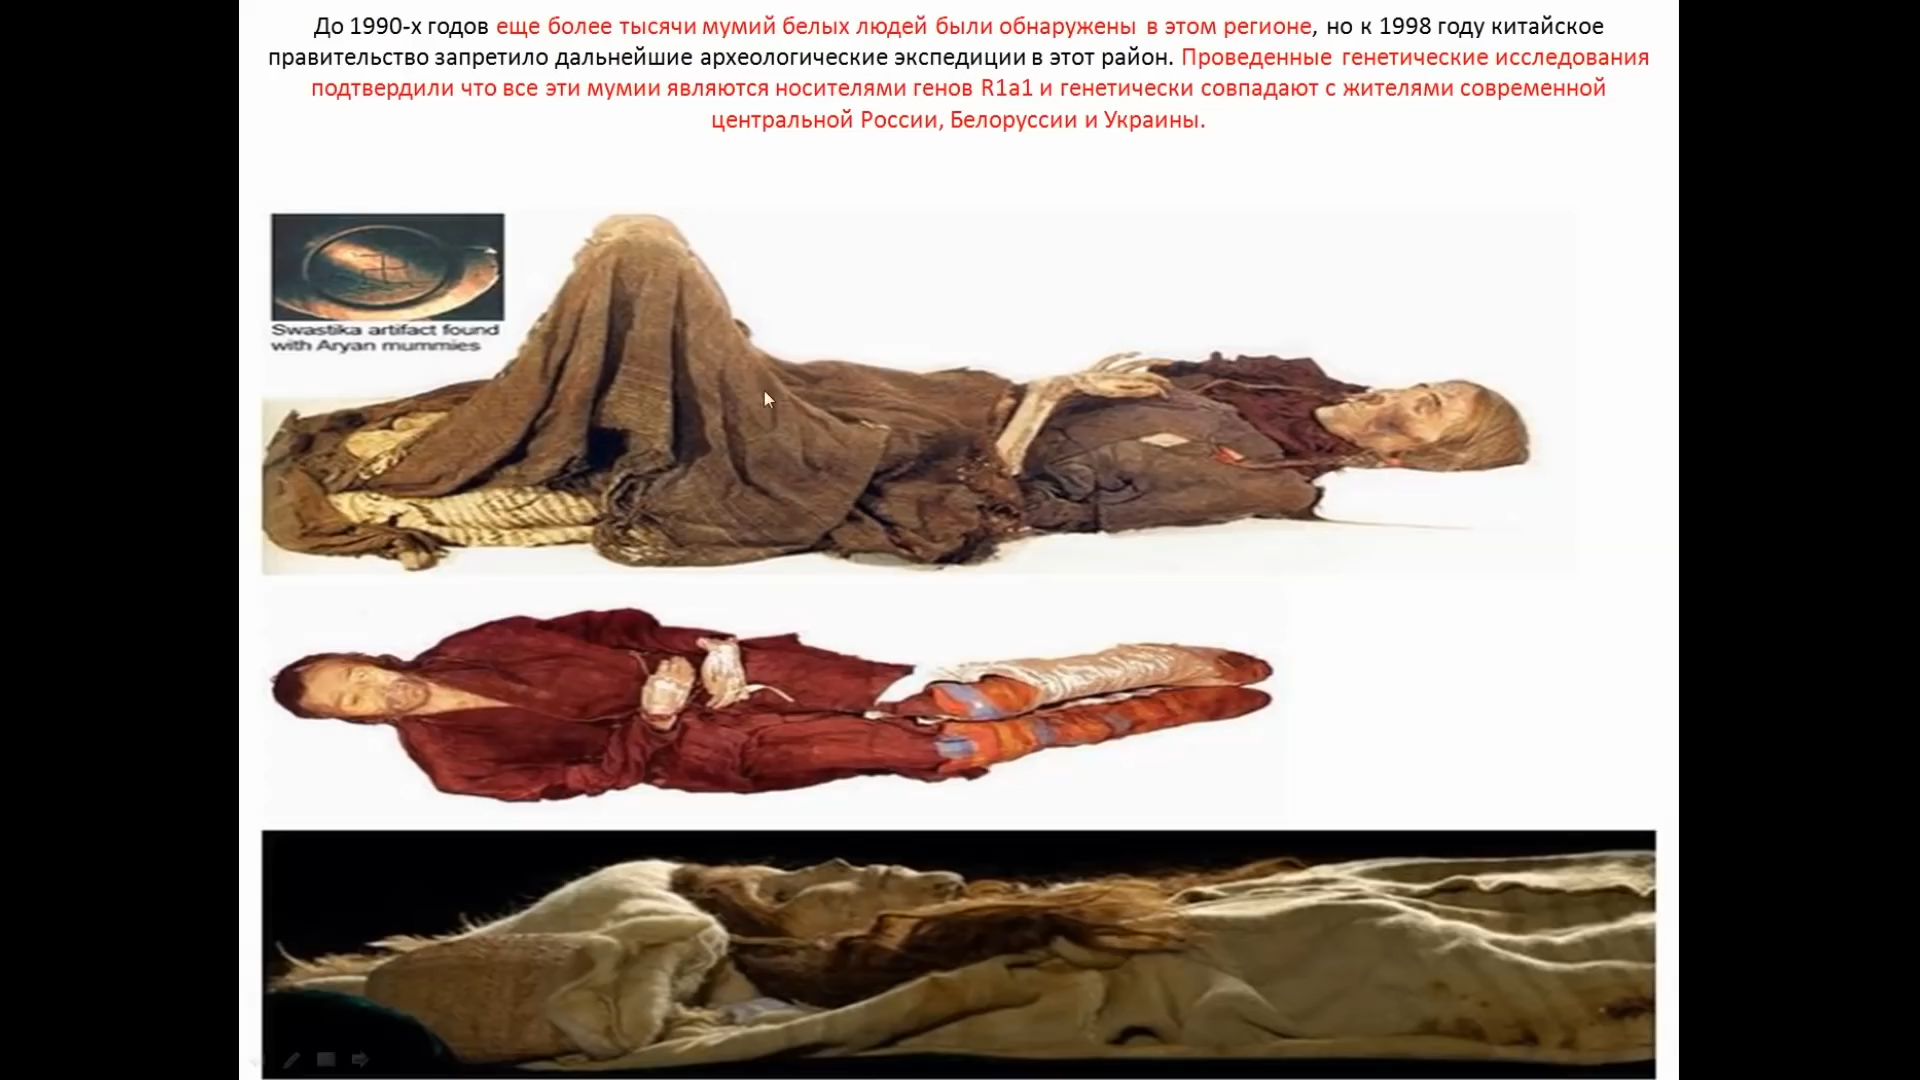 До 1990-х годов еще более тысячи мумий белых людей были обнаружены в этом регионе, но к 1998 году китайское
правительство запретило дальнейшие археологические экспедиции в этот район. Проведенные генетические исследования
подтвердили что все эти мумии являются носителями генов R1a1 и генетически совпадают с жителями современной
центральной России, Белоруссии и Украины.
Swastika artifact found
with Aryan mummies